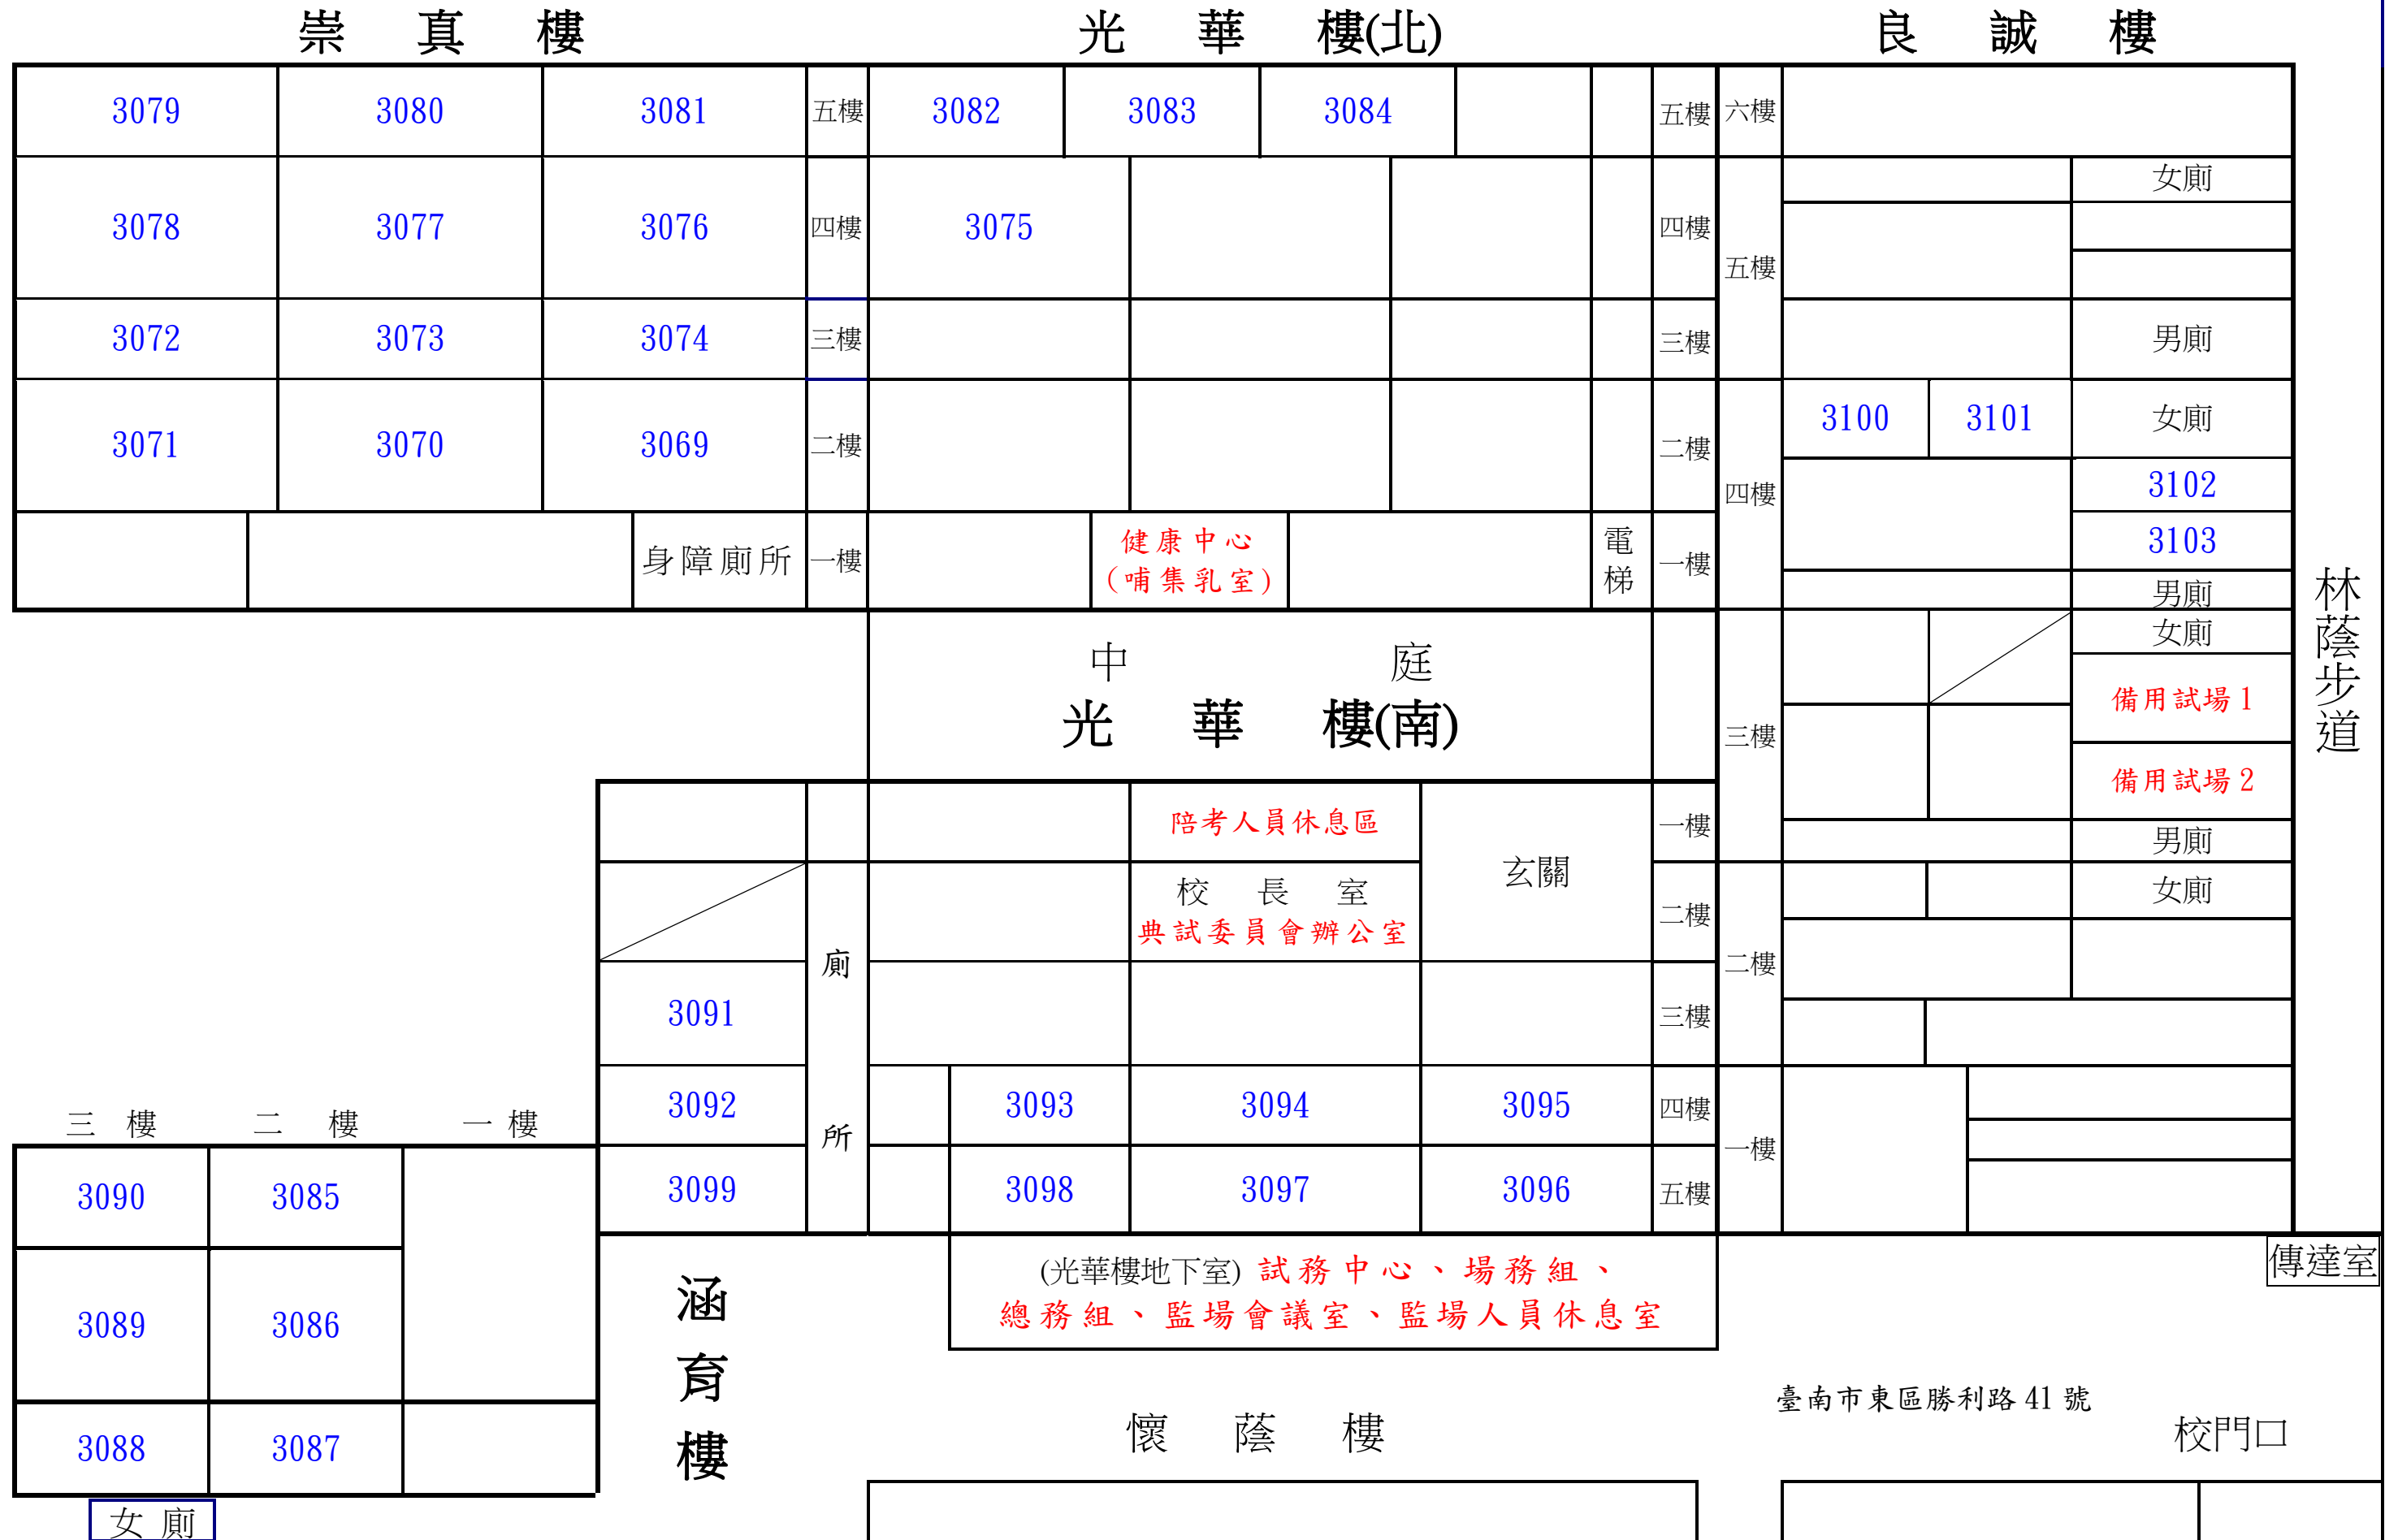 崇真樓 光華樓(北) 良誠樓
3079 3080 3081 五樓 3082 3083 3084 五樓 六樓
女廁
3078 3077 3076 四樓 3075 四樓
五樓
3072 3073 3074 三樓 三樓 男廁
3100 3101 女廁
3071 3070 3069 二樓 二樓
四樓 3102
3103
身障廁所 一樓 健康中心 電梯 一樓
(哺集乳室)
男廁
女廁
中庭
備用試場 1
光華樓(南)
三樓
備用試場 2
林蔭步道
陪考人員休息區 一樓
男廁
玄關
校長室 女廁
二樓
典試委員會辦公室
廁所
二樓
3091 三樓
3092 3093 3094 3095 四樓
三樓 二樓 一樓
一樓
3090 3085 3099 3098 3097 3096 五樓
傳達室
(光華樓地下室) 試務中心、場務組、
總務組、監場會議室、監場人員休息室
3089 3086
涵育樓
臺南市東區勝利路 41 號
懷蔭樓 校門口
3088 3087
女廁